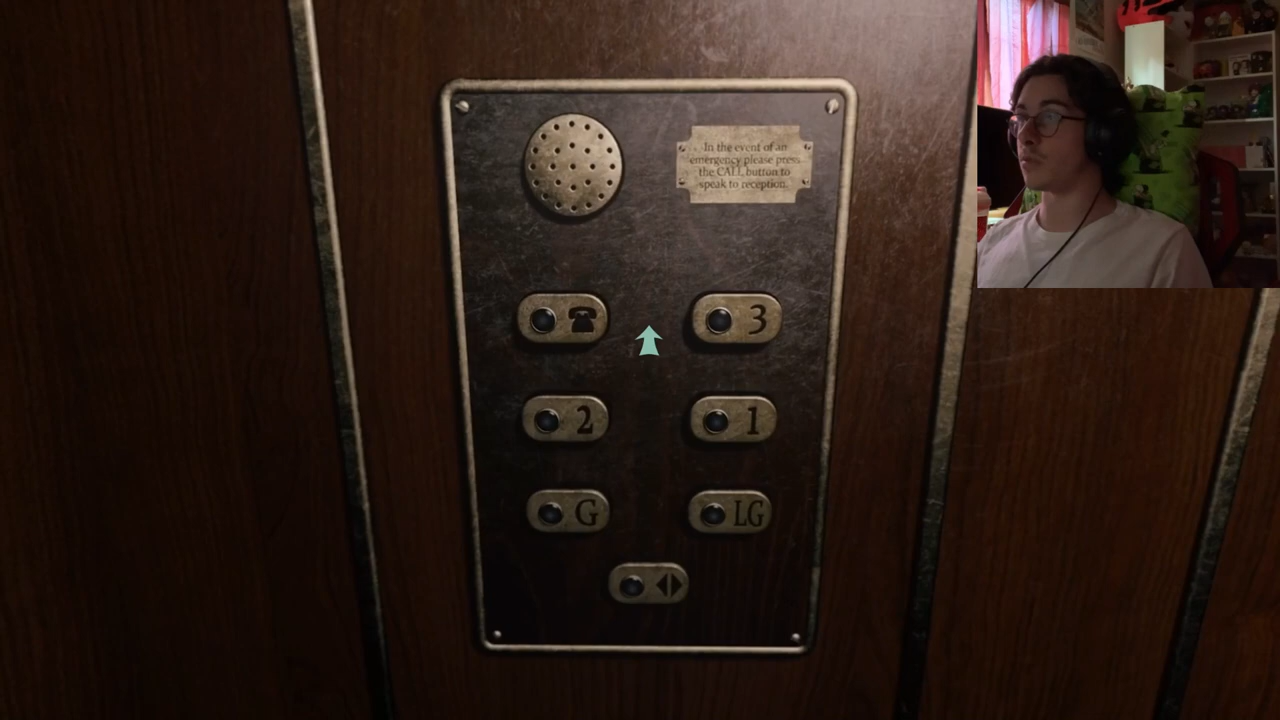 In the event of an
emergency please press
the CALL button to
speak to reception.
3
2
1
G
LG